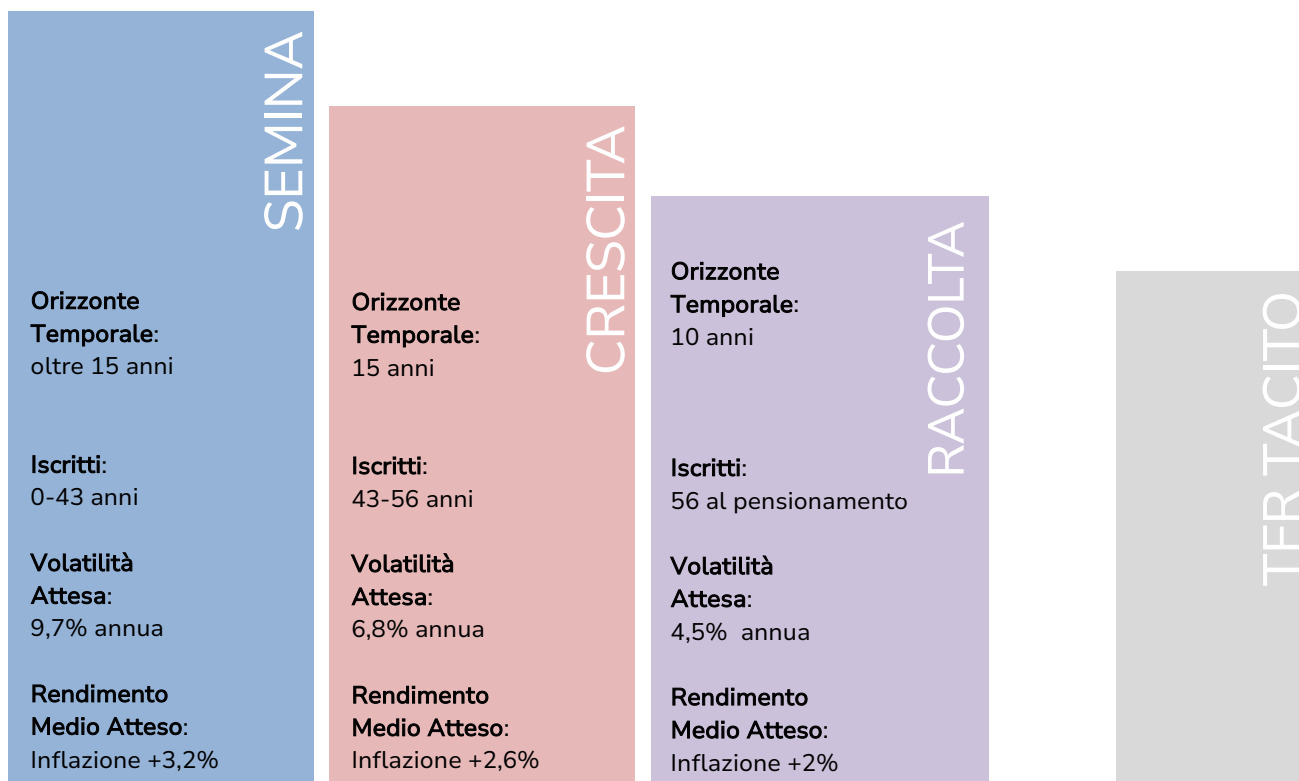 SEMINA
Orizzonte
Temporale:
oltre 15 anni
Iscritti:
0-43 anni
Volatilità
Attesa:
9,7% annua
Rendimento
Medio Atteso:
Inflazione +3,2%
CRESCITA
Orizzonte
Temporale:
15 anni
Iscritti:
43-56 anni
Volatilità
Attesa:
6,8% annua
Rendimento
Medio Atteso:
Inflazione +2,6%
RACCOLTA
Orizzonte
Temporale:
10 anni
Iscritti:
56 al pensionamento
Volatilità
Attesa:
4,5% annua
Rendimento
Medio Atteso:
Inflazione +2%
TFR TACITO